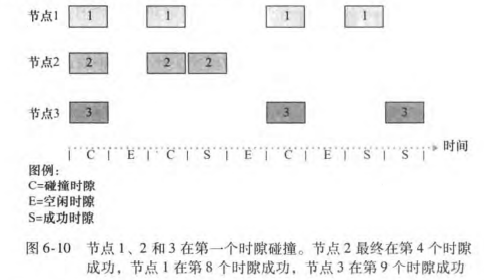 节点1 1 1 1 1
节点2 2 2 2
节点3 3 3 3
| C | E | C | S | E | C | E | S | S | 时间
图例:
C=碰撞时隙
E=空闲时隙
S=成功时隙
图 6-10 节点 1、2 和 3 在第一个时隙碰撞。节点 2 最终在第 4 个时隙
成功，节点 1 在第 8 个时隙成功，节点 3 在第 9 个时隙成功